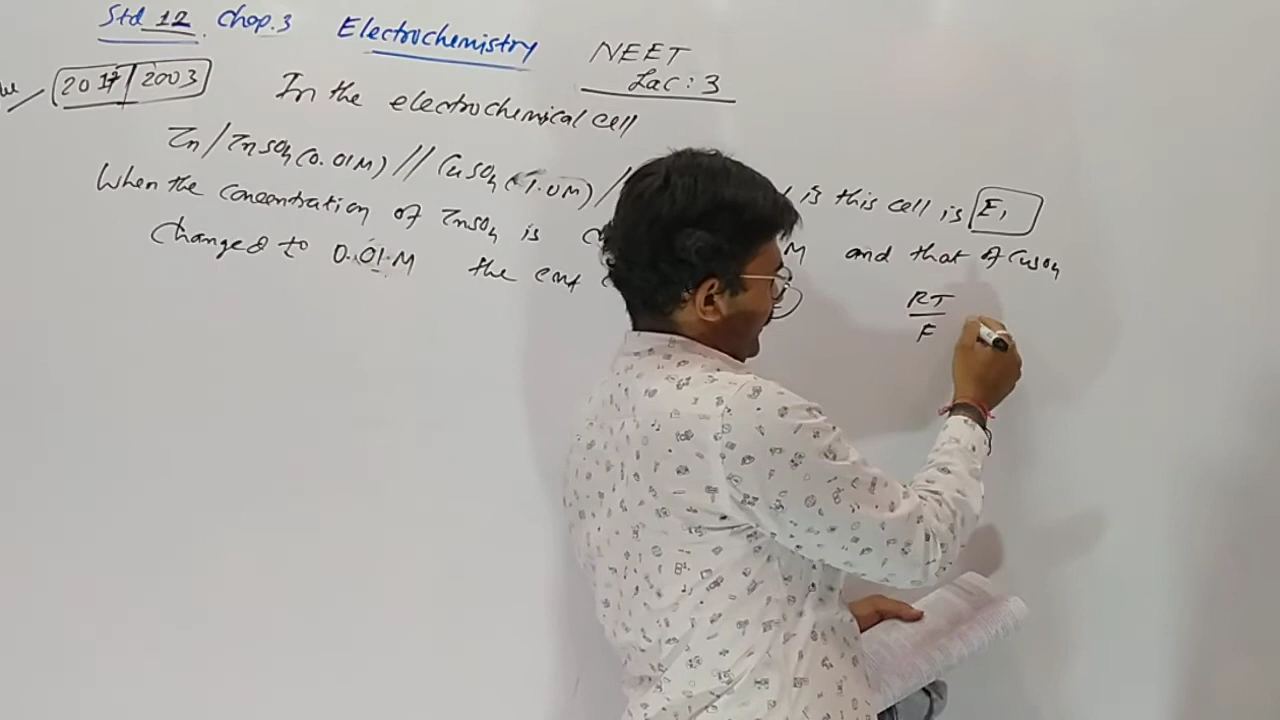 Std 12. Chap.3 Electrochemistry NEET
Lac: 3
2017 | 2003 In the electrochemical cell
Zn/ZnSO4(0.01M)//CuSO4(1.0M)/ is this cell is E1
When the concentration of ZnSO4 is M and that of CuSO4
Changed to 0.01M the emf
RT
F